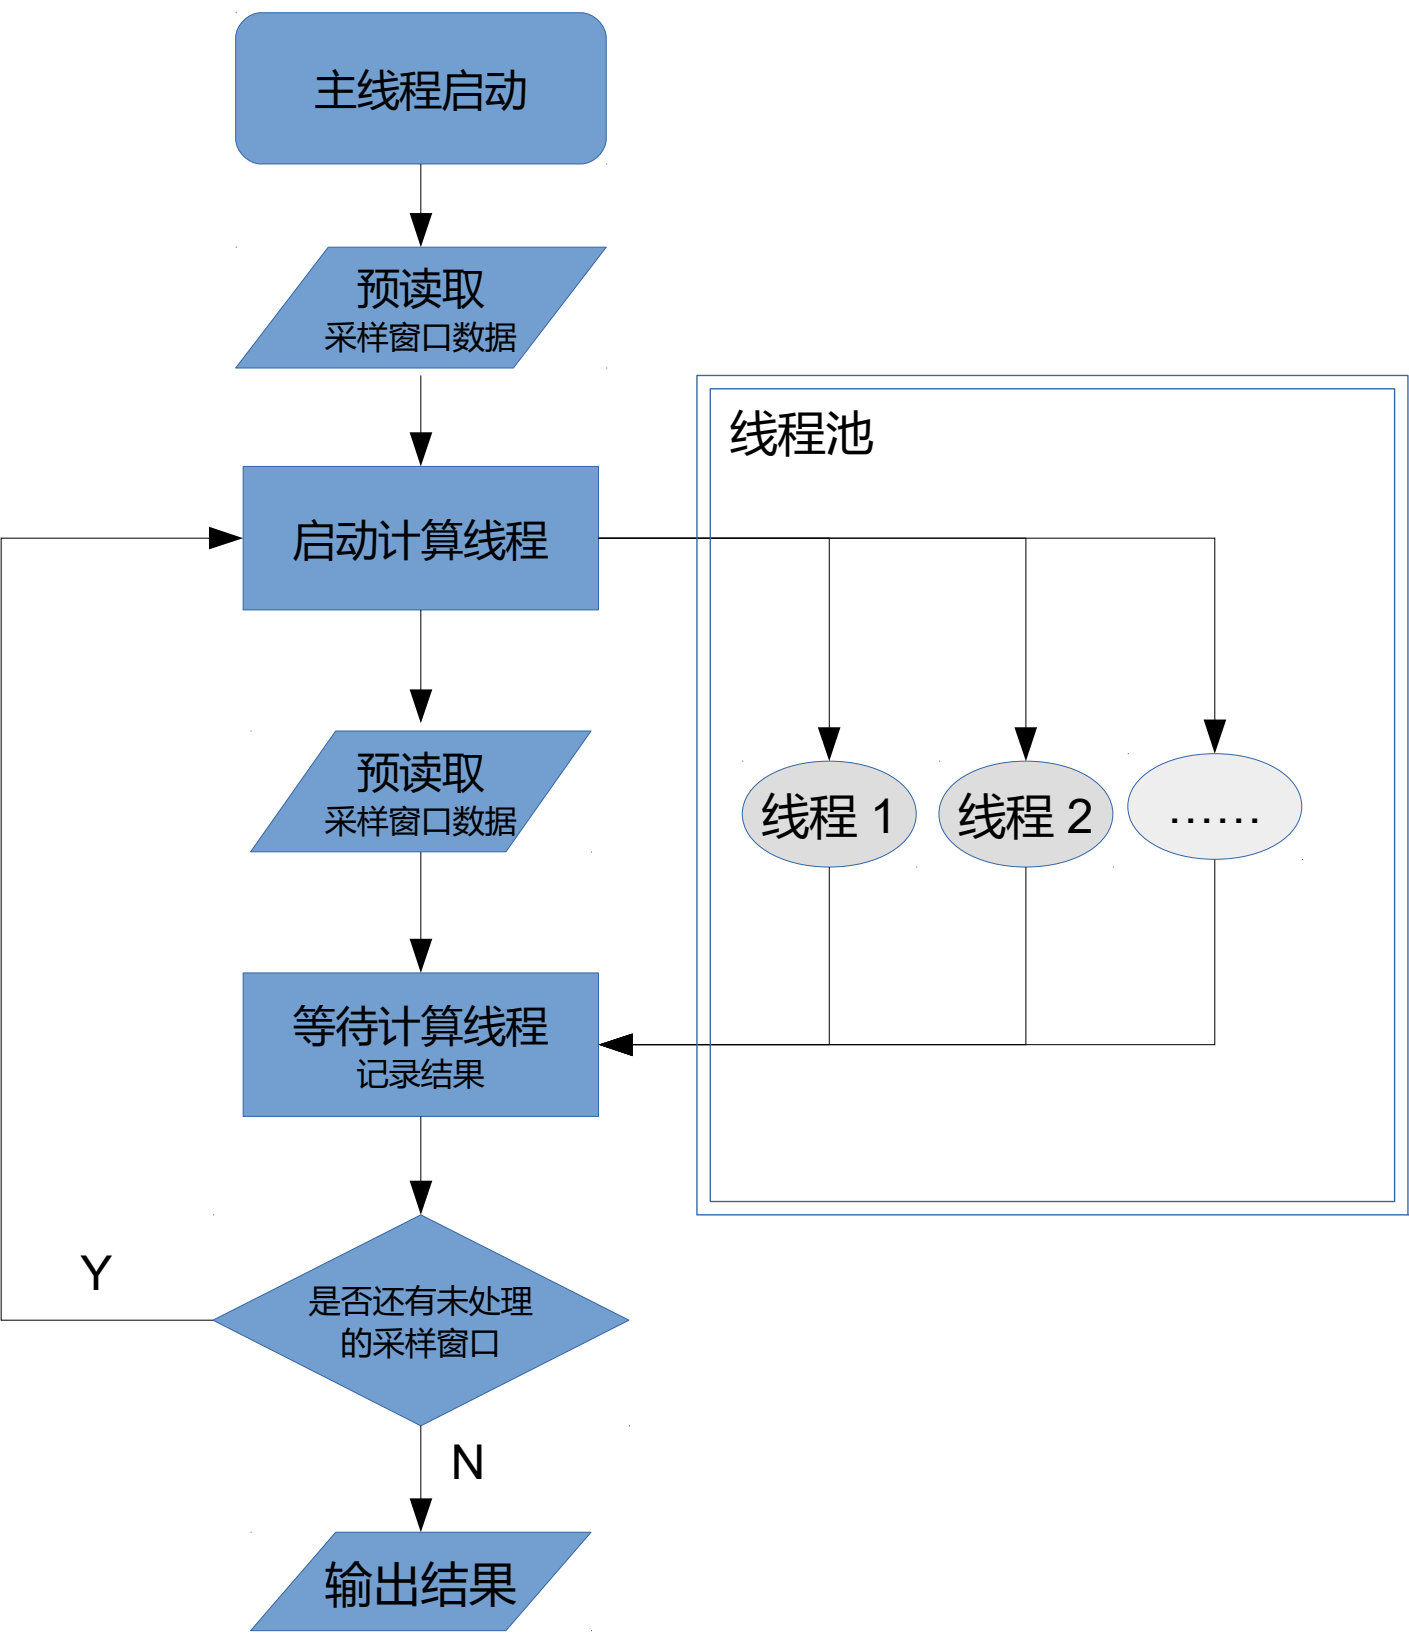 主线程启动
预读取
采样窗口数据
线程池
启动计算线程
预读取
采样窗口数据
线程 1
线程 2
……
等待计算线程
记录结果
Y
是否还有未处理
的采样窗口
N
输出结果